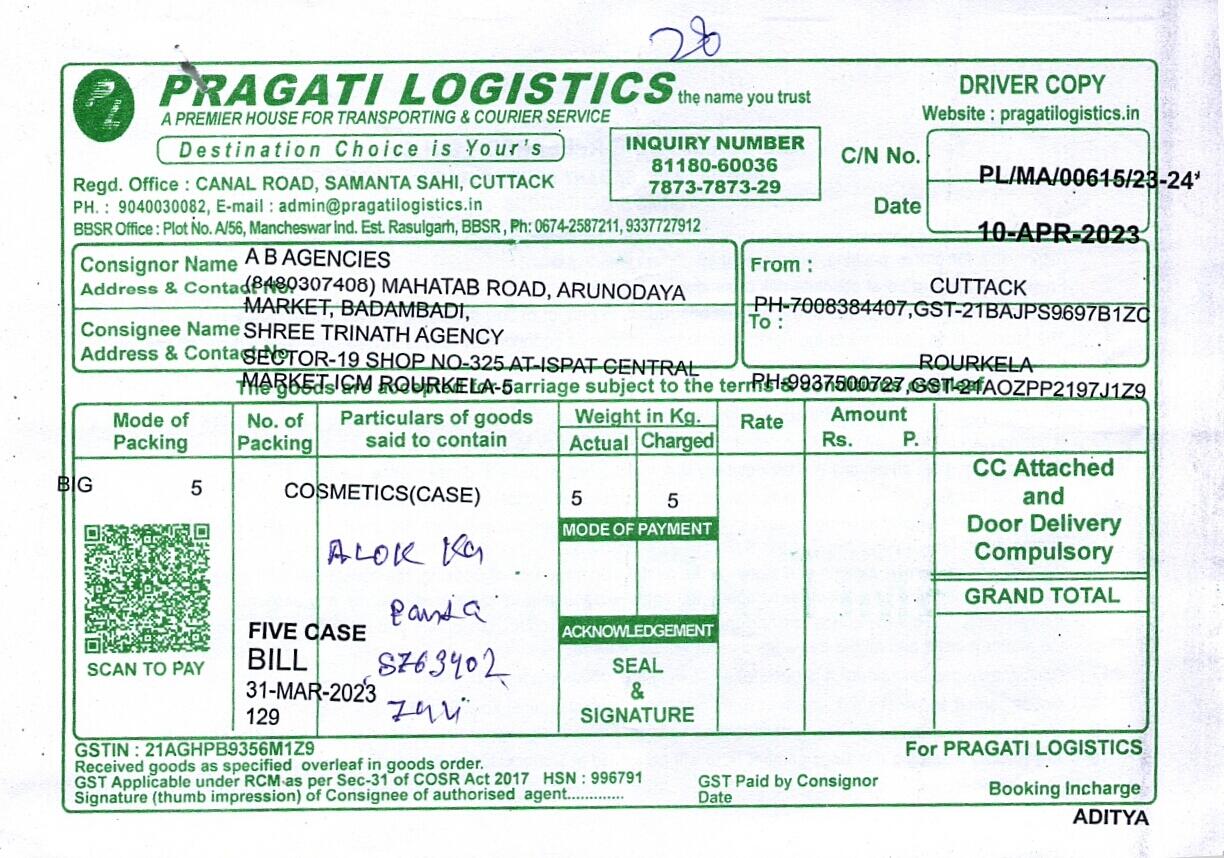 28
PRAGATI LOGISTICS the name you trust
A PREMIER HOUSE FOR TRANSPORTING & COURIER SERVICE
Destination Choice is Your's
Regd. Office : CANAL ROAD, SAMANTA SAHI, CUTTACK
PH. : 9040030082, E-mail : admin@pragatilogistics.in
BBSR Office : Plot No. A/56, Mancheswar Ind. Est. Rasulgarh, BBSR , Ph: 0674-2587211, 9337727912
INQUIRY NUMBER
81180-60036
7873-7873-29
DRIVER COPY
Website : pragatilogistics.in
C/N No. PL/MA/00615/23-24
Date 10-APR-2023
Consignor Name A B AGENCIES
Address & Contact No. (8480307408) MAHATAB ROAD, ARUNODAYA
MARKET, BADAMBADI,
Consignee Name SHREE TRINATH AGENCY
Address & Contact No. SECTOR-19 SHOP NO-325 AT-ISPAT CENTRAL
MARKET ICM ROURKELA-5
From :
CUTTACK
PH-7008384407,GST-21BAJPS9697B1ZC
To :
ROURKELA
PH-9937500727,GST-21AOZPP2197J1Z9
The goods are accepted for carriage subject to the terms & conditions overleaf
Mode of Packing
No. of Packing
Particulars of goods said to contain
Weight in Kg.
Actual Charged
Rate
Amount
Rs. P.
BIG 5 COSMETICS(CASE) 5 5
CC Attached
and
Door Delivery
Compulsory
GRAND TOTAL
MODE OF PAYMENT
ALOK Ka
Panda
ACKNOWLEDGEMENT
SEAL
&
SIGNATURE
SCAN TO PAY
FIVE CASE
BILL
31-MAR-2023
129
GSTIN : 21AGHPB9356M1Z9
Received goods as specified overleaf in goods order.
GST Applicable under RCM as per Sec-31 of COSR Act 2017 HSN : 996791
Signature (thumb impression) of Consignee of authorised agent.............
GST Paid by Consignor
Date
For PRAGATI LOGISTICS
Booking Incharge
ADITYA